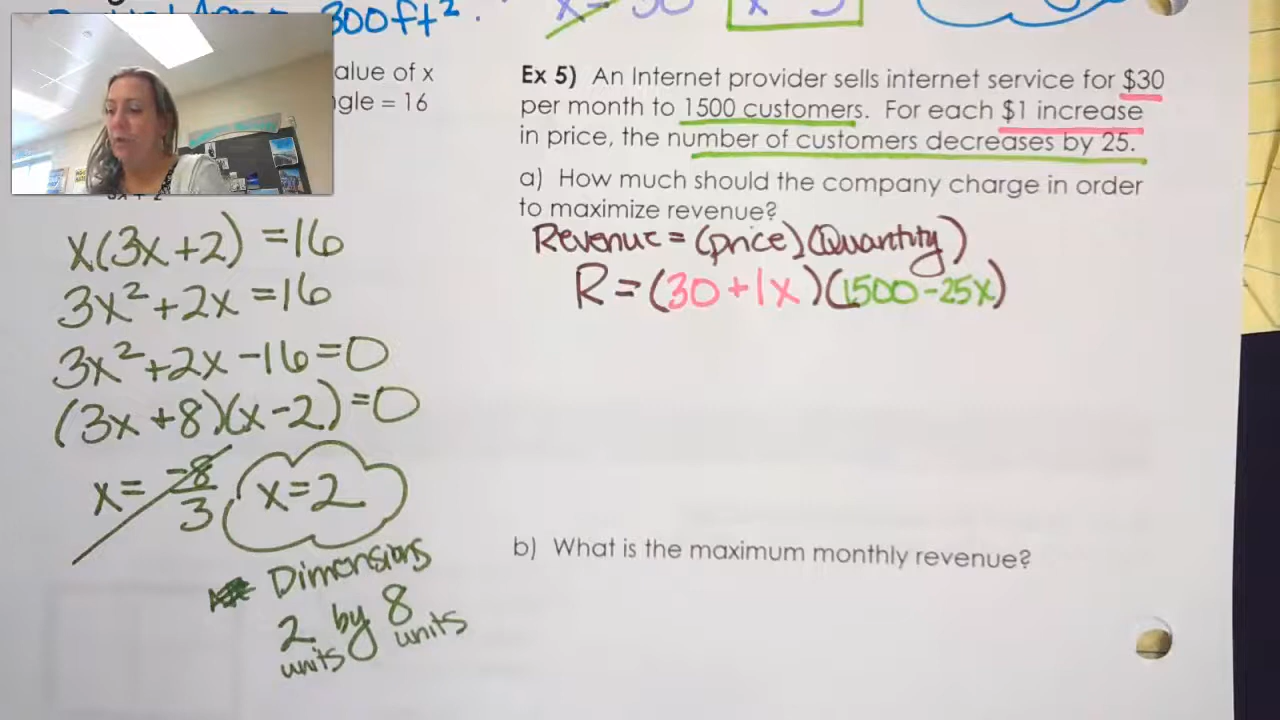 300ft².
x 5
alue of x
gle = 16
x(3x+2) =16
3x²+2x =16
3x²+2x-16=0
(3x+8)(x-2)=0
x= -8/3 x=2
Dimensions
2 by 8
units units
Ex 5) An Internet provider sells internet service for $30
per month to 1500 customers. For each $1 increase
in price, the number of customers decreases by 25.
a) How much should the company charge in order
to maximize revenue?
Revenue = (price)(Quantity)
R=(30+1x)(1500-25x)
b) What is the maximum monthly revenue?